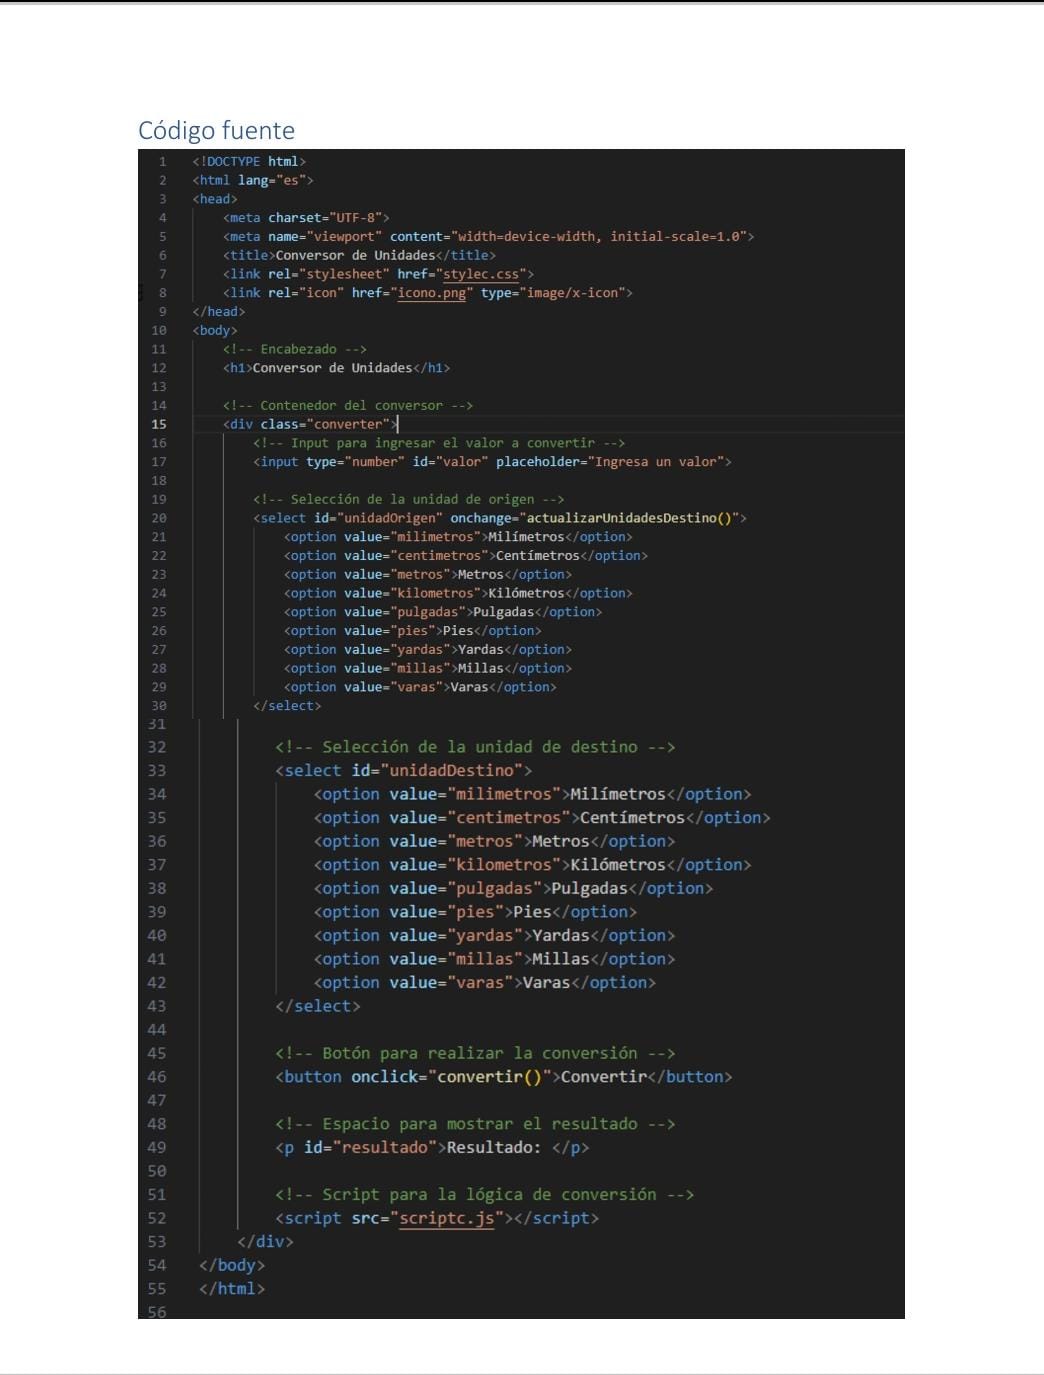 Código fuente
1 <!DOCTYPE html>
2 <html lang="es">
3 <head>
4 <meta charset="UTF-8">
5 <meta name="viewport" content="width=device-width, initial-scale=1.0">
6 <title>Conversor de Unidades</title>
7 <link rel="stylesheet" href="stylec.css">
8 <link rel="icon" href="icono.png" type="image/x-icon">
9 </head>
10 <body>
11 <!-- Encabezado -->
12 <h1>Conversor de Unidades</h1>
13
14 <!-- Contenedor del conversor -->
15 <div class="converter">
16 <!-- Input para ingresar el valor a convertir -->
17 <input type="number" id="valor" placeholder="Ingresa un valor">
18
19 <!-- Selección de la unidad de origen -->
20 <select id="unidadOrigen" onchange="actualizarUnidadesDestino()">
21 <option value="milimetros">Milímetros</option>
22 <option value="centimetros">Centímetros</option>
23 <option value="metros">Metros</option>
24 <option value="kilometros">Kilómetros</option>
25 <option value="pulgadas">Pulgadas</option>
26 <option value="pies">Pies</option>
27 <option value="yardas">Yardas</option>
28 <option value="millas">Millas</option>
29 <option value="varas">Varas</option>
30 </select>
31
32 <!-- Selección de la unidad de destino -->
33 <select id="unidadDestino">
34 <option value="milimetros">Milímetros</option>
35 <option value="centimetros">Centímetros</option>
36 <option value="metros">Metros</option>
37 <option value="kilometros">Kilómetros</option>
38 <option value="pulgadas">Pulgadas</option>
39 <option value="pies">Pies</option>
40 <option value="yardas">Yardas</option>
41 <option value="millas">Millas</option>
42 <option value="varas">Varas</option>
43 </select>
44
45 <!-- Botón para realizar la conversión -->
46 <button onclick="convertir()">Convertir</button>
47
48 <!-- Espacio para mostrar el resultado -->
49 <p id="resultado">Resultado: </p>
50
51 <!-- Script para la lógica de conversión -->
52 <script src="scriptc.js"></script>
53 </div>
54 </body>
55 </html>
56